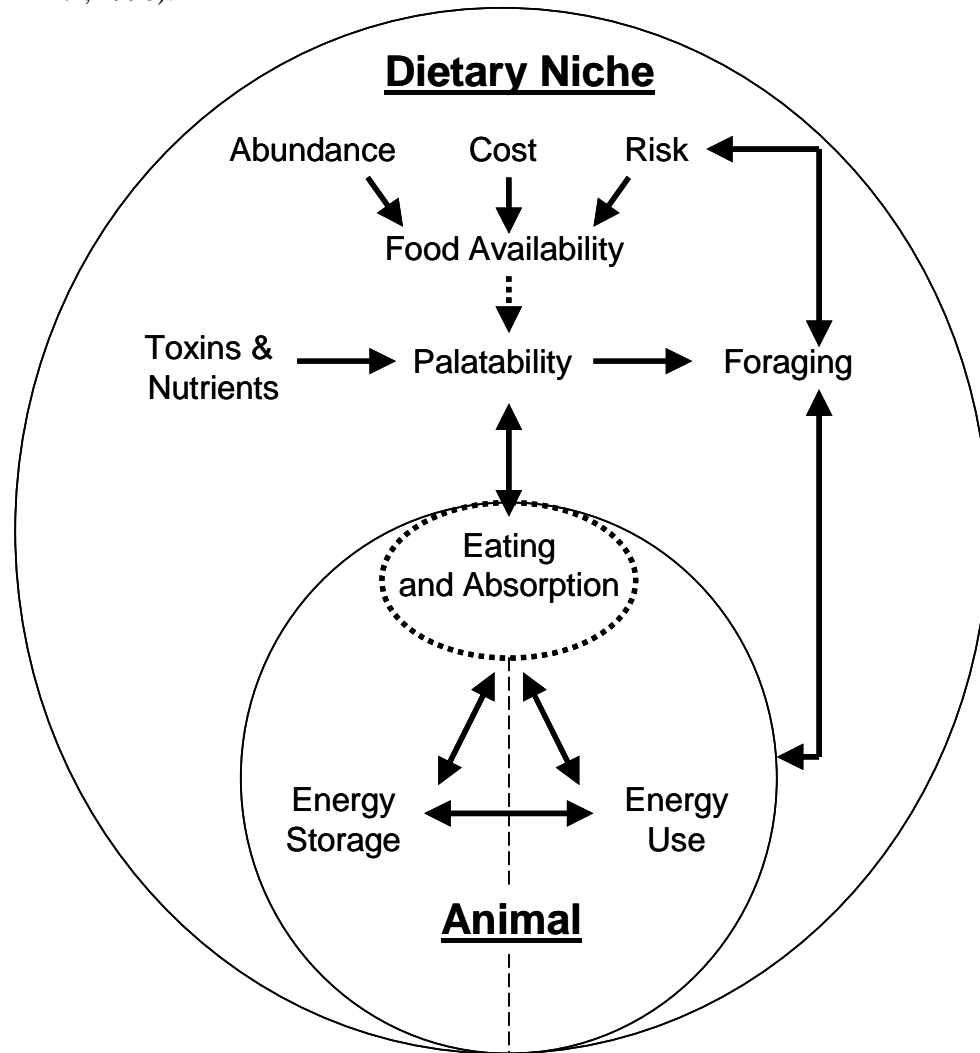 Dietary Niche
Abundance Cost Risk
Food Availability
Toxins &
Nutrients
Palatability
Foraging
Eating
and Absorption
Energy
Storage
Energy
Use
Animal